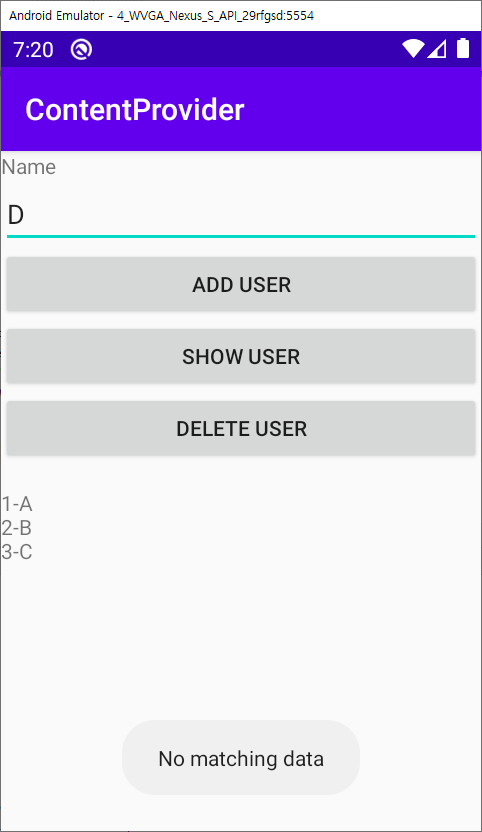 Android Emulator - 4_WVGA_Nexus_S_API_29rfgsd:5554
7:20
ContentProvider
Name
D
ADD USER
SHOW USER
DELETE USER
1-A
2-B
3-C
No matching data